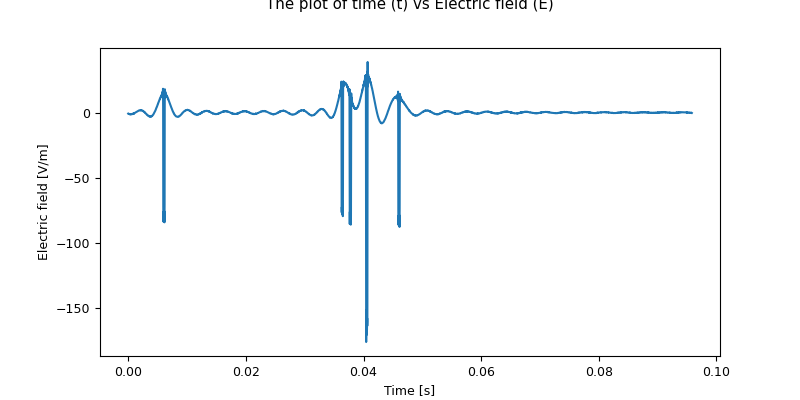 The plot of time (t) vs Electric field (E)
0
−50
−100
−150
Electric field [V/m]
0.00 0.02 0.04 0.06 0.08 0.10
Time [s]